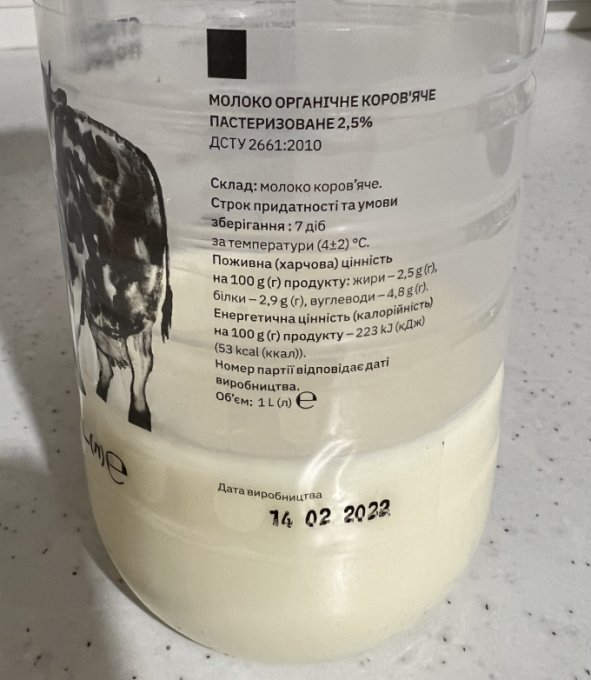 МОЛОКО ОРГАНІЧНЕ КОРОВ'ЯЧЕ
ПАСТЕРИЗОВАНЕ 2,5%
ДСТУ 2661:2010
Склад: молоко коров'яче.
Строк придатності та умови
зберігання : 7 діб
за температури (4±2) °С.
Поживна (харчова) цінність
на 100 g (г) продукту: жири – 2,5 g (г),
білки – 2,9 g (г), вуглеводи – 4,8 g (г).
Енергетична цінність (калорійність)
на 100 g (г) продукту – 223 kJ (кДж)
(53 kcal (ккал)).
Номер партії відповідає даті
виробництва.
Об'єм: 1 L (л) ℮
L (л) ℮
Дата виробництва
14 02 2022